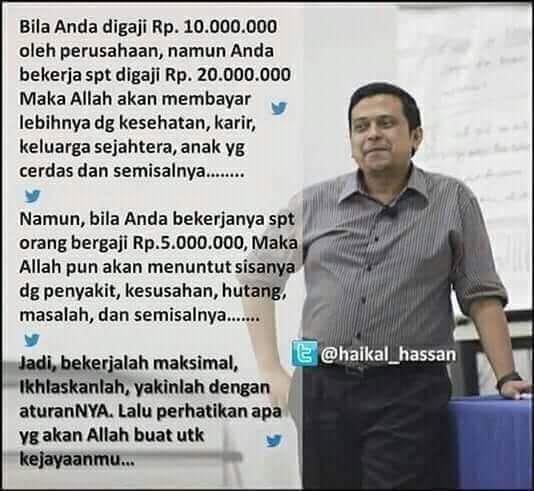 Bila Anda digaji Rp. 10.000.000
oleh perusahaan, namun Anda
bekerja spt digaji Rp. 20.000.000
Maka Allah akan membayar
lebihnya dg kesehatan, karir,
keluarga sejahtera, anak yg
cerdas dan semisalnya........
Namun, bila Anda bekerjanya spt
orang bergaji Rp.5.000.000, Maka
Allah pun akan menuntut sisanya
dg penyakit, kesusahan, hutang,
masalah, dan semisalnya.......
@haikal_hassan
Jadi, bekerjalah maksimal,
Ikhlaskanlah, yakinlah dengan
aturanNYA. Lalu perhatikan apa
yg akan Allah buat utk
kejayaanmu...